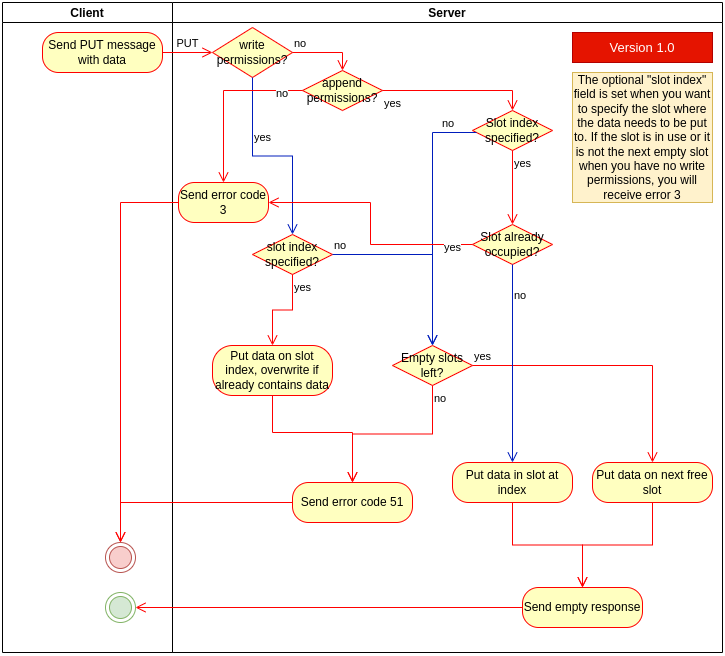 Client
Server
Send PUT message
with data
PUT
write
permissions?
no
Version 1.0
The optional "slot index"
field is set when you want
to specify the slot where
the data needs to be put
to. If the slot is in use or it
is not the next empty slot
when you have no write
permissions, you will
receive error 3
append
permissions?
no
yes
Slot index
specified?
no
yes
yes
Send error code
3
slot index
specified?
no
yes
Slot already
occupied?
yes
no
Put data on slot
index, overwrite if
already contains data
Empty slots
left?
yes
no
Send error code 51
Put data in slot at
index
Put data on next free
slot
Send empty response